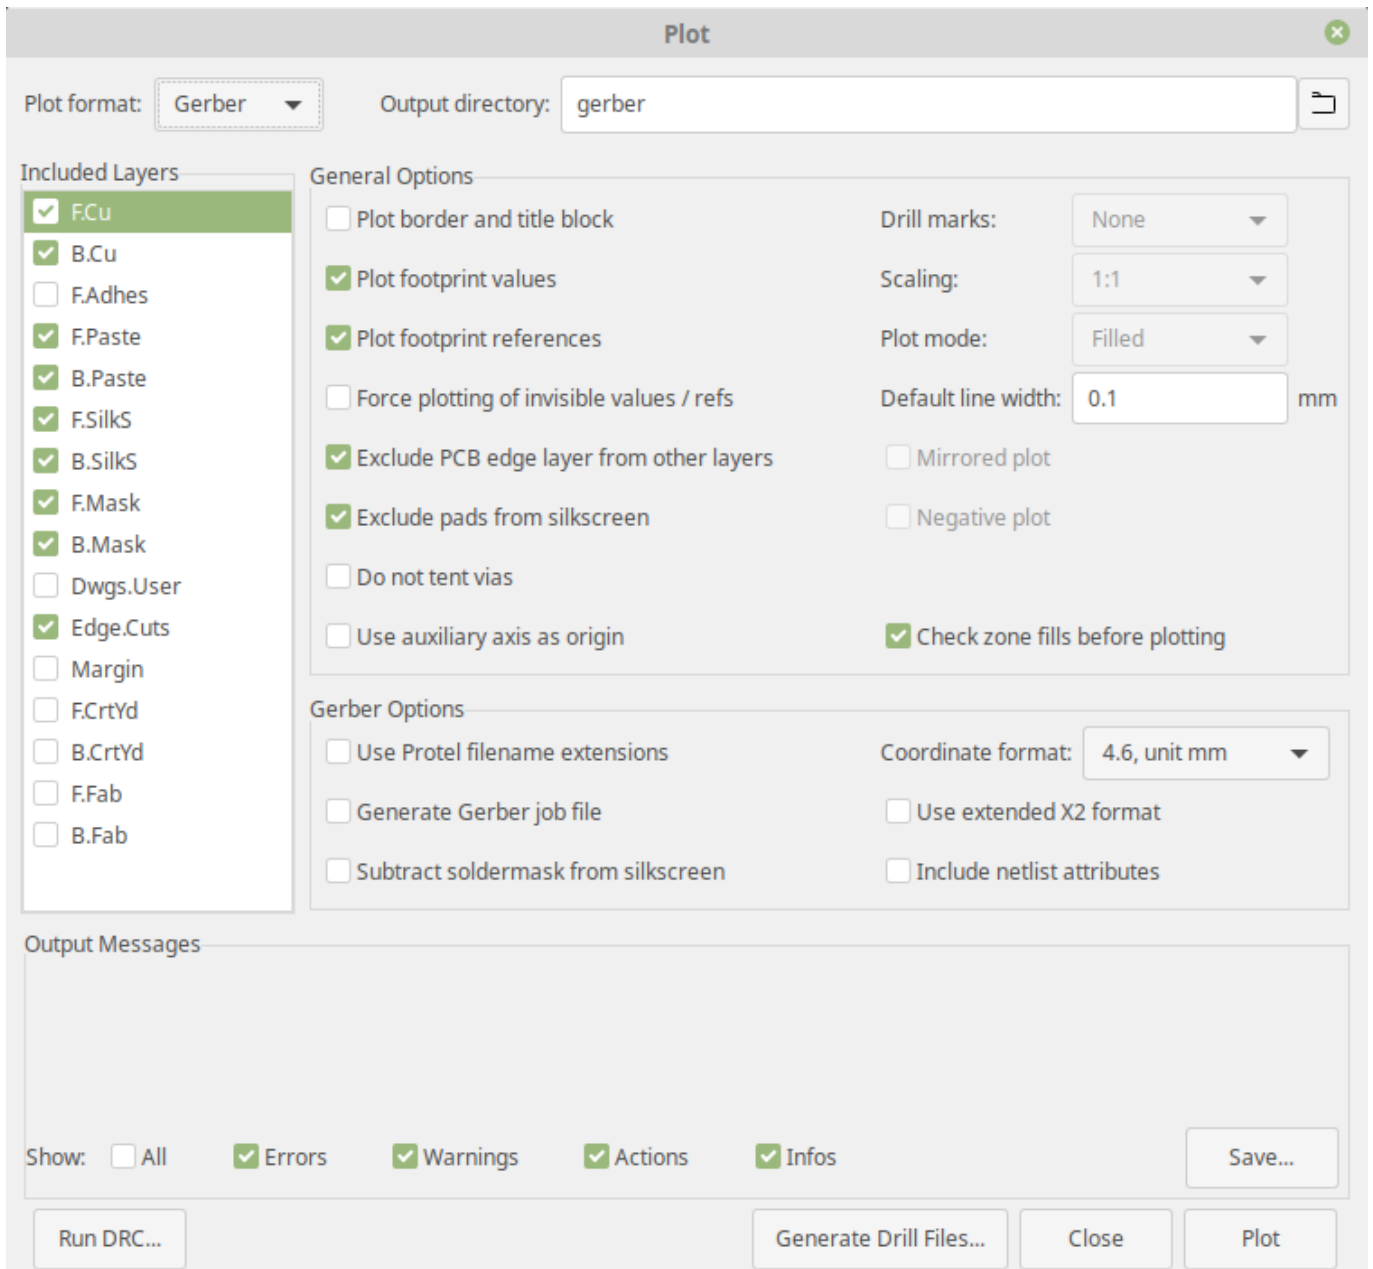 Plot
Plot format: Gerber Output directory: gerber
Included Layers
F.Cu
B.Cu
F.Adhes
F.Paste
B.Paste
F.SilkS
B.SilkS
F.Mask
B.Mask
Dwgs.User
Edge.Cuts
Margin
F.CrtYd
B.CrtYd
F.Fab
B.Fab
General Options
Plot border and title block Drill marks: None
Plot footprint values Scaling: 1:1
Plot footprint references Plot mode: Filled
Force plotting of invisible values / refs Default line width: 0.1 mm
Exclude PCB edge layer from other layers Mirrored plot
Exclude pads from silkscreen Negative plot
Do not tent vias
Use auxiliary axis as origin Check zone fills before plotting
Gerber Options
Use Protel filename extensions Coordinate format: 4.6, unit mm
Generate Gerber job file Use extended X2 format
Subtract soldermask from silkscreen Include netlist attributes
Output Messages
Show: All Errors Warnings Actions Infos Save...
Run DRC... Generate Drill Files... Close Plot